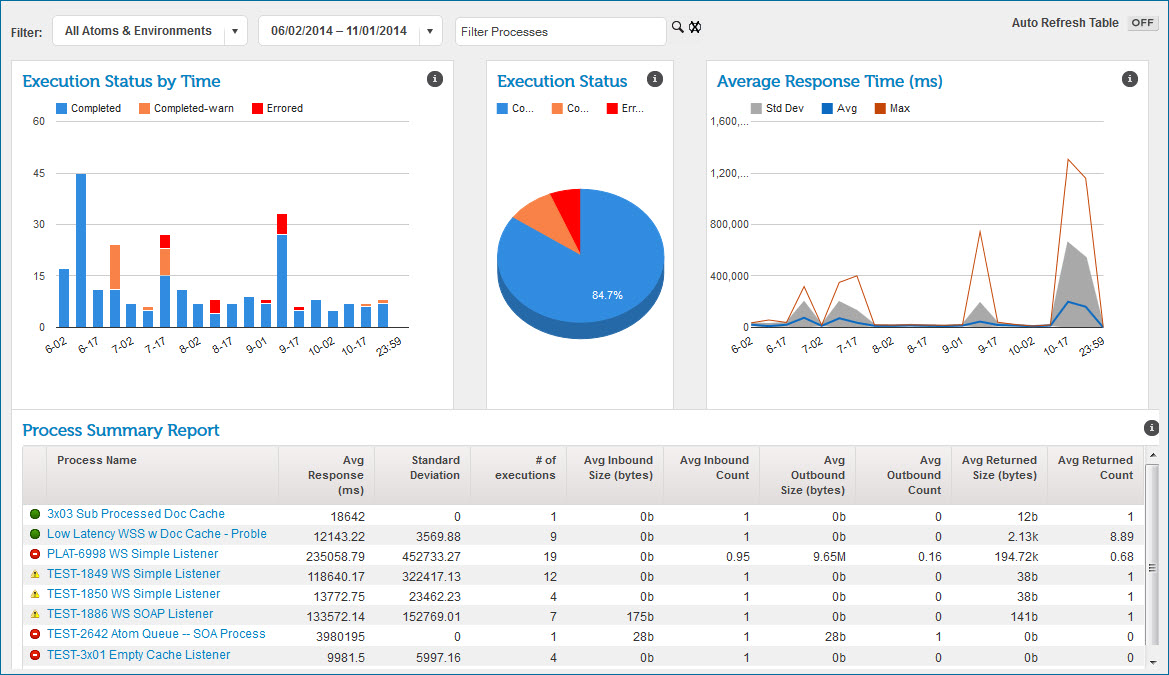 Filter: All Atoms & Environments 06/02/2014 – 11/01/2014 Filter Processes Auto Refresh Table OFF
Execution Status by Time
Completed Completed-warn Errored
60
45
30
15
0
6-02 6-17 7-02 7-17 8-02 8-17 9-01 9-17 10-02 10-17 23:59
Execution Status
Co... Co... Err...
84.7%
Average Response Time (ms)
Std Dev Avg Max
1,600,...
1,200,...
800,000
400,000
0
6-02 6-17 7-02 7-17 8-02 8-17 9-01 9-17 10-02 10-17 23:59
Process Summary Report
Process Name Avg Response (ms) Standard Deviation # of executions Avg Inbound Size (bytes) Avg Inbound Count Avg Outbound Size (bytes) Avg Outbound Count Avg Returned Size (bytes) Avg Returned Count
3x03 Sub Processed Doc Cache 18642 0 1 0b 1 0b 0 12b 1
Low Latency WSS w Doc Cache - Proble 12143.22 3569.88 9 0b 1 0b 0 2.13k 8.89
PLAT-6998 WS Simple Listener 235058.79 452733.27 19 0b 0.95 9.65M 0.16 194.72k 0.68
TEST-1849 WS Simple Listener 118640.17 322417.13 12 0b 1 0b 0 38b 1
TEST-1850 WS Simple Listener 13772.75 23462.23 4 0b 1 0b 0 38b 1
TEST-1886 WS SOAP Listener 133572.14 152769.01 7 175b 1 0b 0 141b 1
TEST-2642 Atom Queue -- SOA Process 3980195 0 1 28b 1 28b 1 0b 0
TEST-3x01 Empty Cache Listener 9981.5 5997.16 4 0b 1 0b 0 0b 0